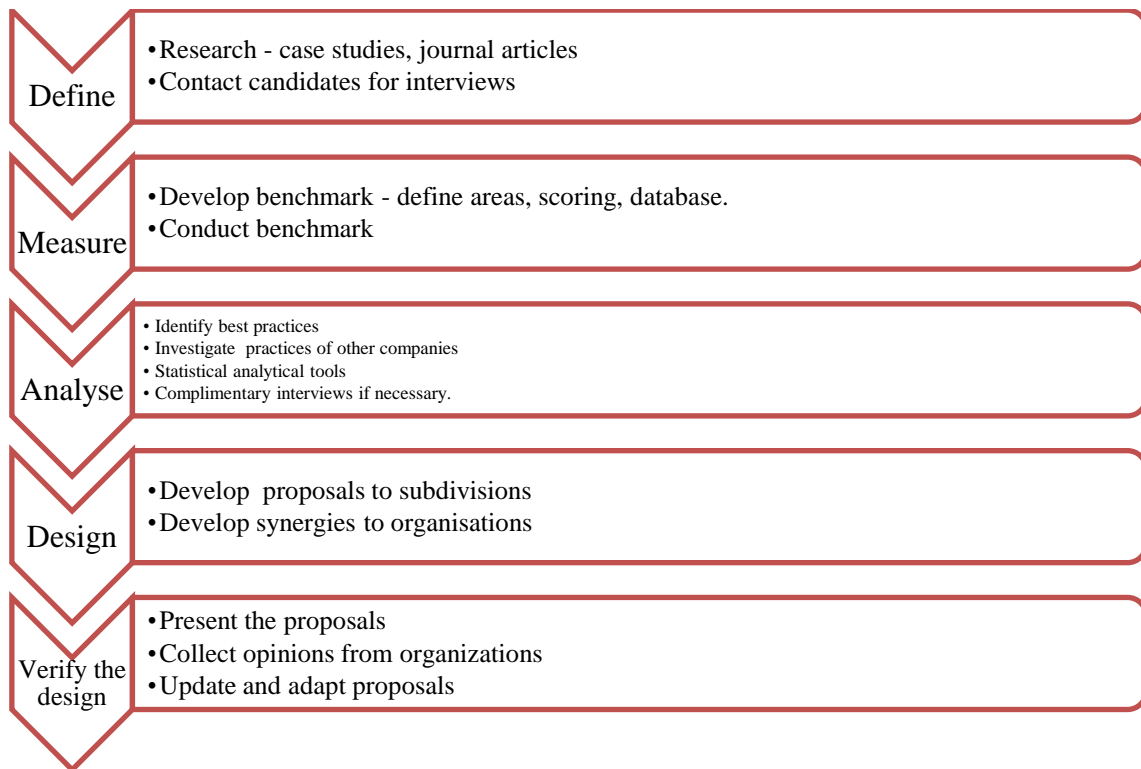 Define
•Research - case studies, journal articles
•Contact candidates for interviews
Measure
•Develop benchmark - define areas, scoring, database.
•Conduct benchmark
Analyse
• Identify best practices
• Investigate  practices of other companies
• Statistical analytical tools
• Complimentary interviews if necessary.
Design
•Develop  proposals to subdivisions
•Develop synergies to organisations
Verify the
design
•Present the proposals
•Collect opinions from organizations
•Update and adapt proposals